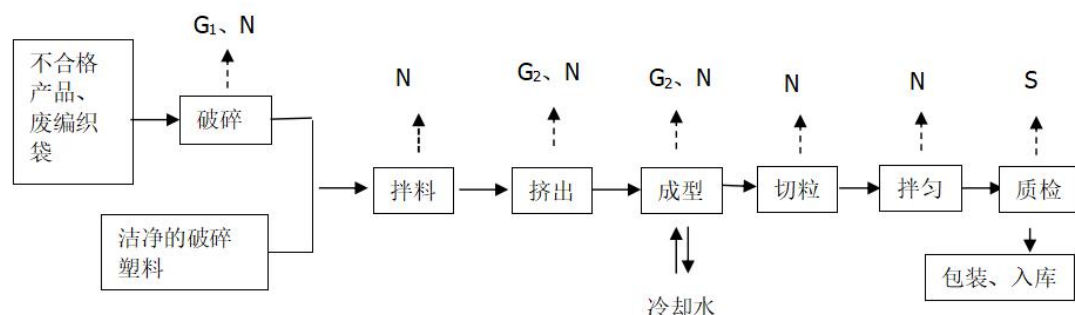 G₁、N
不合格
产品、
废编织
袋
破碎
洁净的破碎
塑料
N
拌料
G₂、N
挤出
G₂、N
成型
冷却水
N
切粒
N
拌匀
S
质检
包装、入库